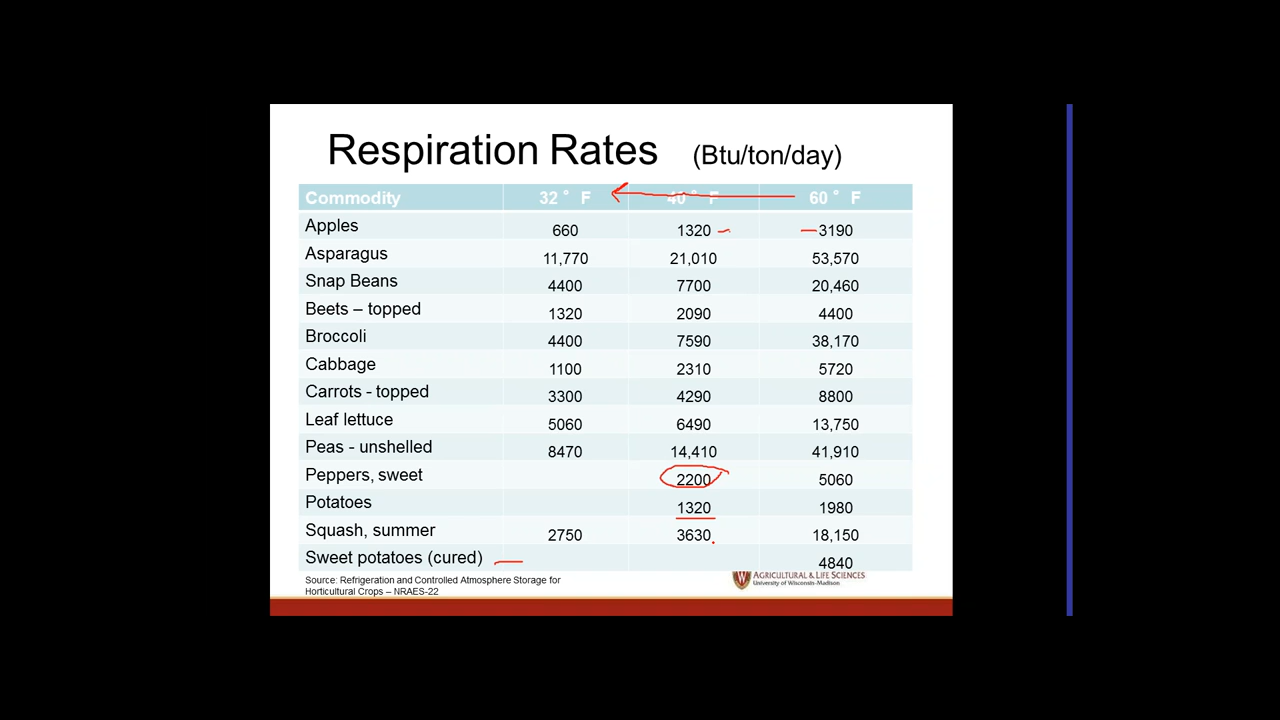 Respiration Rates (Btu/ton/day)
Commodity 32° F 40° F 60° F
Apples 660 1320 3190
Asparagus 11,770 21,010 53,570
Snap Beans 4400 7700 20,460
Beets – topped 1320 2090 4400
Broccoli 4400 7590 38,170
Cabbage 1100 2310 5720
Carrots - topped 3300 4290 8800
Leaf lettuce 5060 6490 13,750
Peas - unshelled 8470 14,410 41,910
Peppers, sweet 2200 5060
Potatoes 1320 1980
Squash, summer 2750 3630 18,150
Sweet potatoes (cured) 4840
Source: Refrigeration and Controlled Atmosphere Storage for
Horticultural Crops – NRAES-22
W AGRICULTURAL & LIFE SCIENCES
University of Wisconsin-Madison